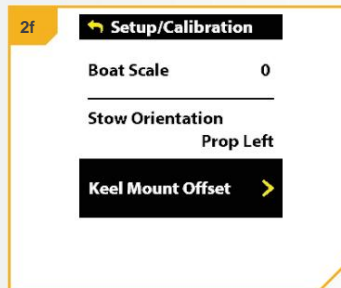 2f
Setup/Calibration
Boat Scale 0
Stow Orientation
Prop Left
Keel Mount Offset